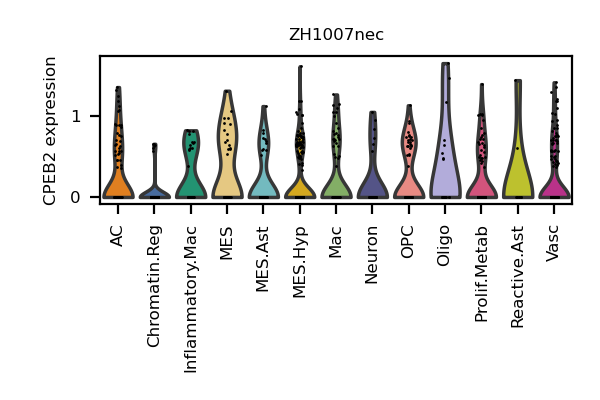 ZH1007nec
CPEB2 expression
1
0
AC
Chromatin.Reg
Inflammatory.Mac
MES
MES.Ast
MES.Hyp
Mac
Neuron
OPC
Oligo
Prolif.Metab
Reactive.Ast
Vasc